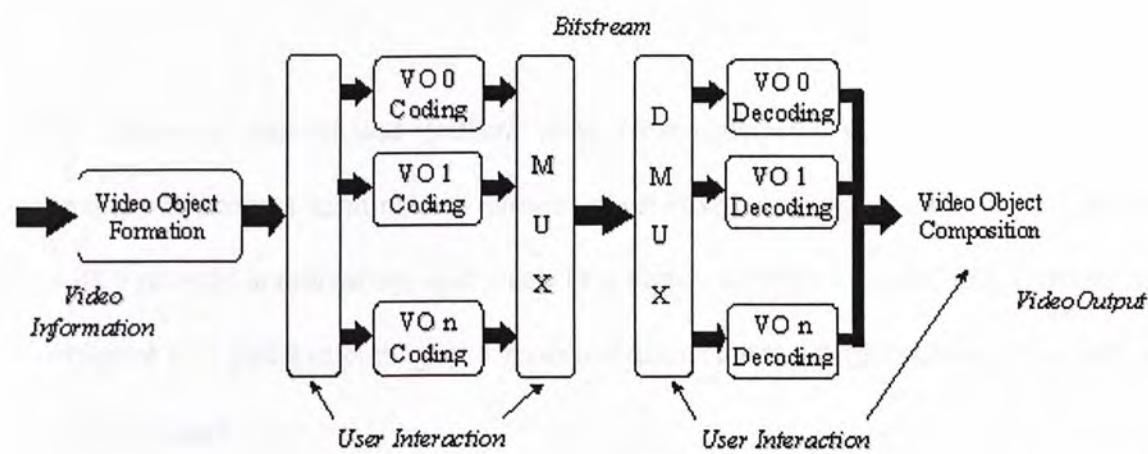 Bitstream
VO 0
Coding
VO 1
Coding
VO n
Coding
M
U
X
D
M
U
X
VO 0
Decoding
VO 1
Decoding
VO n
Decoding
Video Object
Formation
Video Object
Composition
Video
Information
Video Output
User Interaction
User Interaction